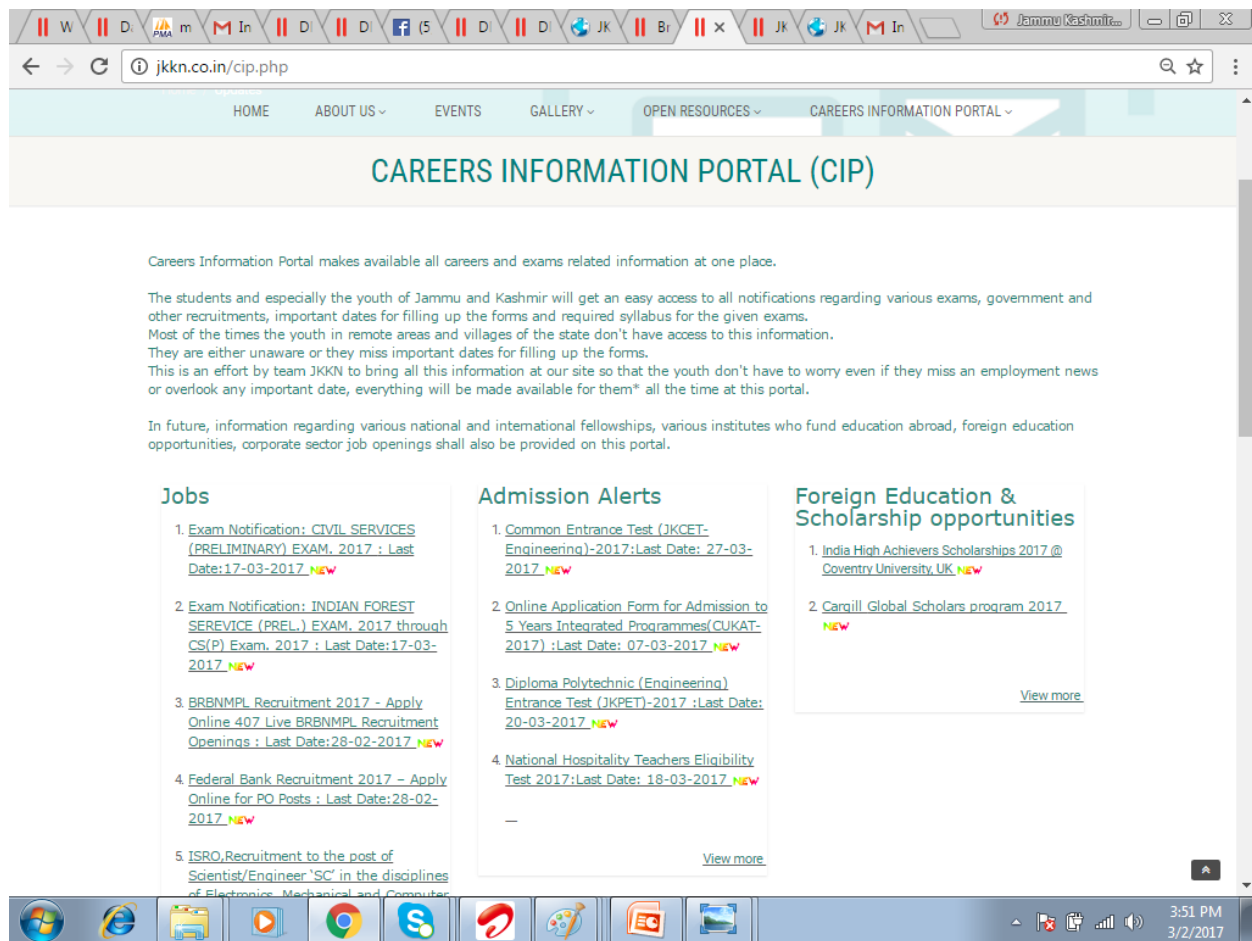 W D m In DI DI (5 DI DI JK Br JK JK In Jammu Kashmir...
jkkn.co.in/cip.php
Home Updates
HOME ABOUT US EVENTS GALLERY OPEN RESOURCES CAREERS INFORMATION PORTAL
CAREERS INFORMATION PORTAL (CIP)
Careers Information Portal makes available all careers and exams related information at one place.
The students and especially the youth of Jammu and Kashmir will get an easy access to all notifications regarding various exams, government and
other recruitments, important dates for filling up the forms and required syllabus for the given exams.
Most of the times the youth in remote areas and villages of the state don't have access to this information.
They are either unaware or they miss important dates for filling up the forms.
This is an effort by team JKKN to bring all this information at our site so that the youth don't have to worry even if they miss an employment news
or overlook any important date, everything will be made available for them* all the time at this portal.
In future, information regarding various national and international fellowships, various institutes who fund education abroad, foreign education
opportunities, corporate sector job openings shall also be provided on this portal.
Jobs
1. Exam Notification: CIVIL SERVICES
(PRELIMINARY) EXAM. 2017 : Last
Date:17-03-2017 NEW
2. Exam Notification: INDIAN FOREST
SEREVICE (PREL.) EXAM. 2017 through
CS(P) Exam. 2017 : Last Date:17-03-
2017 NEW
3. BRBNMPL Recruitment 2017 - Apply
Online 407 Live BRBNMPL Recruitment
Openings : Last Date:28-02-2017 NEW
4. Federal Bank Recruitment 2017 – Apply
Online for PO Posts : Last Date:28-02-
2017 NEW
5. ISRO,Recruitment to the post of
Scientist/Engineer 'SC' in the disciplines
of Electronics, Mechanical and Computer
Admission Alerts
1. Common Entrance Test (JKCET-
Engineering)-2017:Last Date: 27-03-
2017 NEW
2. Online Application Form for Admission to
5 Years Integrated Programmes(CUKAT-
2017) :Last Date: 07-03-2017 NEW
3. Diploma Polytechnic (Engineering)
Entrance Test (JKPET)-2017 :Last Date:
20-03-2017 NEW
4. National Hospitality Teachers Eligibility
Test 2017:Last Date: 18-03-2017 NEW
View more
Foreign Education &
Scholarship opportunities
1. India High Achievers Scholarships 2017 @
Coventry University, UK NEW
2. Cargill Global Scholars program 2017
NEW
View more
3:51 PM
3/2/2017